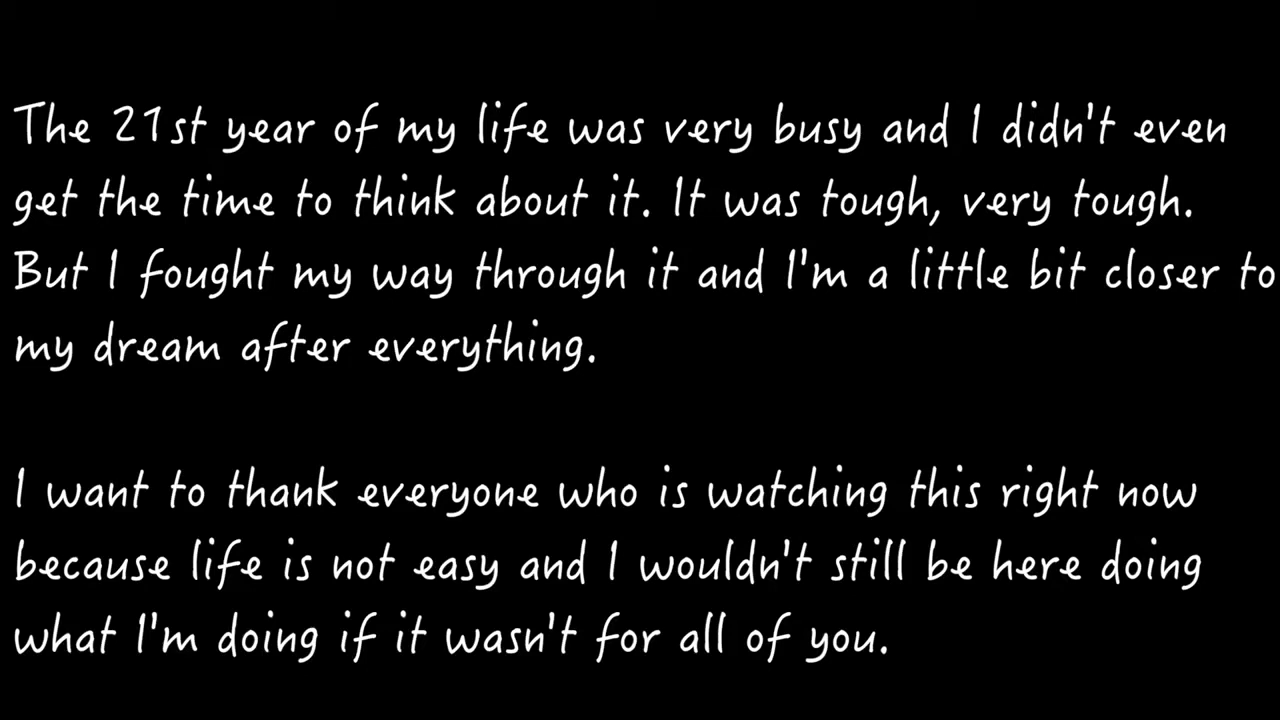 The 21st year of my life was very busy and I didn't even
get the time to think about it. It was tough, very tough.
But I fought my way through it and I'm a little bit closer to
my dream after everything.
I want to thank everyone who is watching this right now
because life is not easy and I wouldn't still be here doing
what I'm doing if it wasn't for all of you.